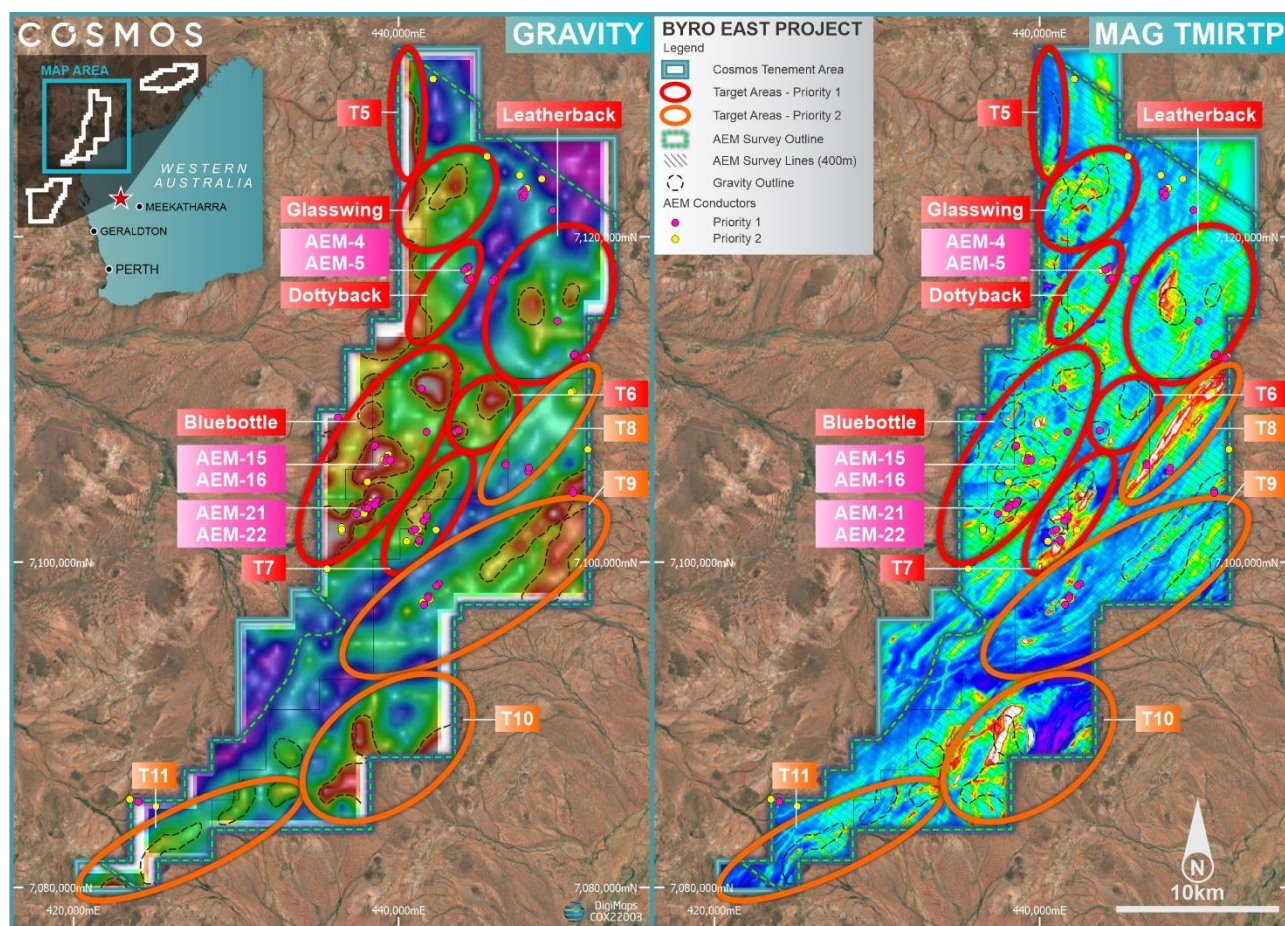 COSMOS
MAP AREA
WESTERN
AUSTRALIA
MEEKATHARRA
GERALDTON
PERTH
440,000mE
GRAVITY
T5
Leatherback
Glasswing
AEM-4
AEM-5
Dottyback
7,120,000mN
Bluebottle
T6
T8
AEM-15
AEM-16
T9
AEM-21
AEM-22
T7
7,100,000mN
7,100,000mN
T10
T11
7,080,000mN
7,080,000mN
420,000mE
440,000mE
DigiMaps
COX22003
BYRO EAST PROJECT
Legend
Cosmos Tenement Area
Target Areas - Priority 1
Target Areas - Priority 2
AEM Survey Outline
AEM Survey Lines (400m)
Gravity Outline
AEM Conductors
Priority 1
Priority 2
440,000mE
MAG TMIRTP
T5
Leatherback
Glasswing
7,120,000mN
AEM-4
AEM-5
Dottyback
T6
Bluebottle
T8
AEM-15
AEM-16
T9
AEM-21
AEM-22
T7
7,100,000mN
T10
T11
420,000mE
440,000mE
N
10km